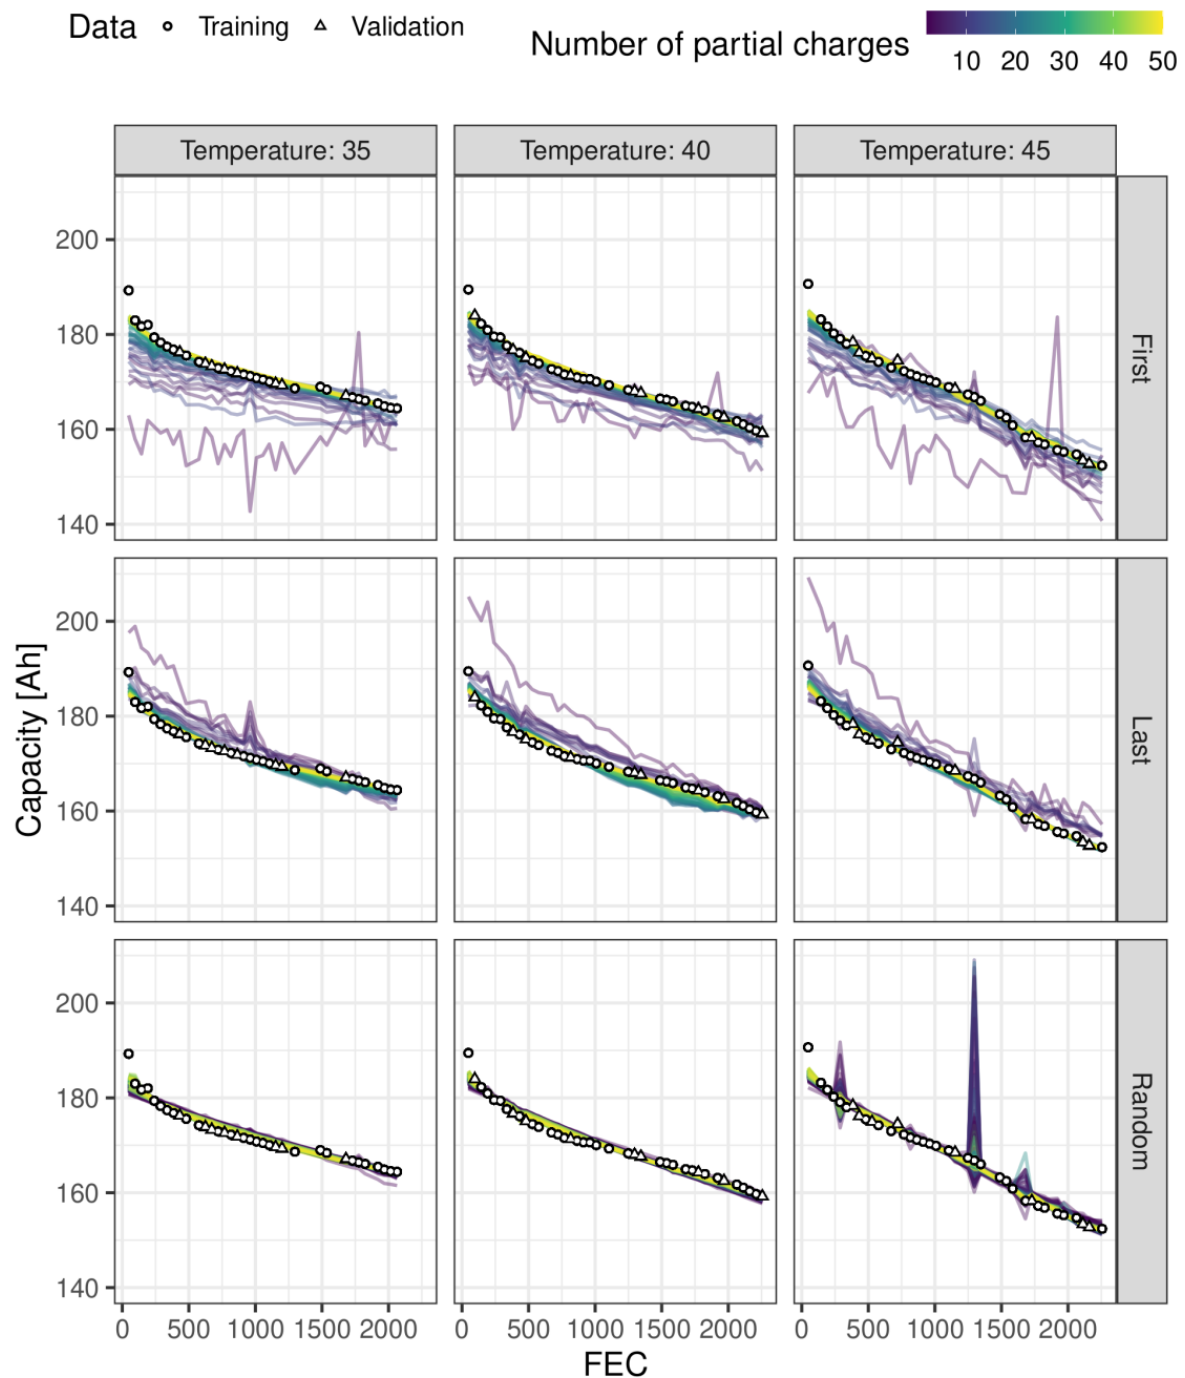 Data Training Validation
Number of partial charges
10 20 30 40 50
Temperature: 35 Temperature: 40 Temperature: 45
200
180
160
140
First
200
180
160
140
Last
200
180
160
140
Random
Capacity [Ah]
0 500 1000 1500 2000 0 500 1000 1500 2000 0 500 1000 1500 2000
FEC